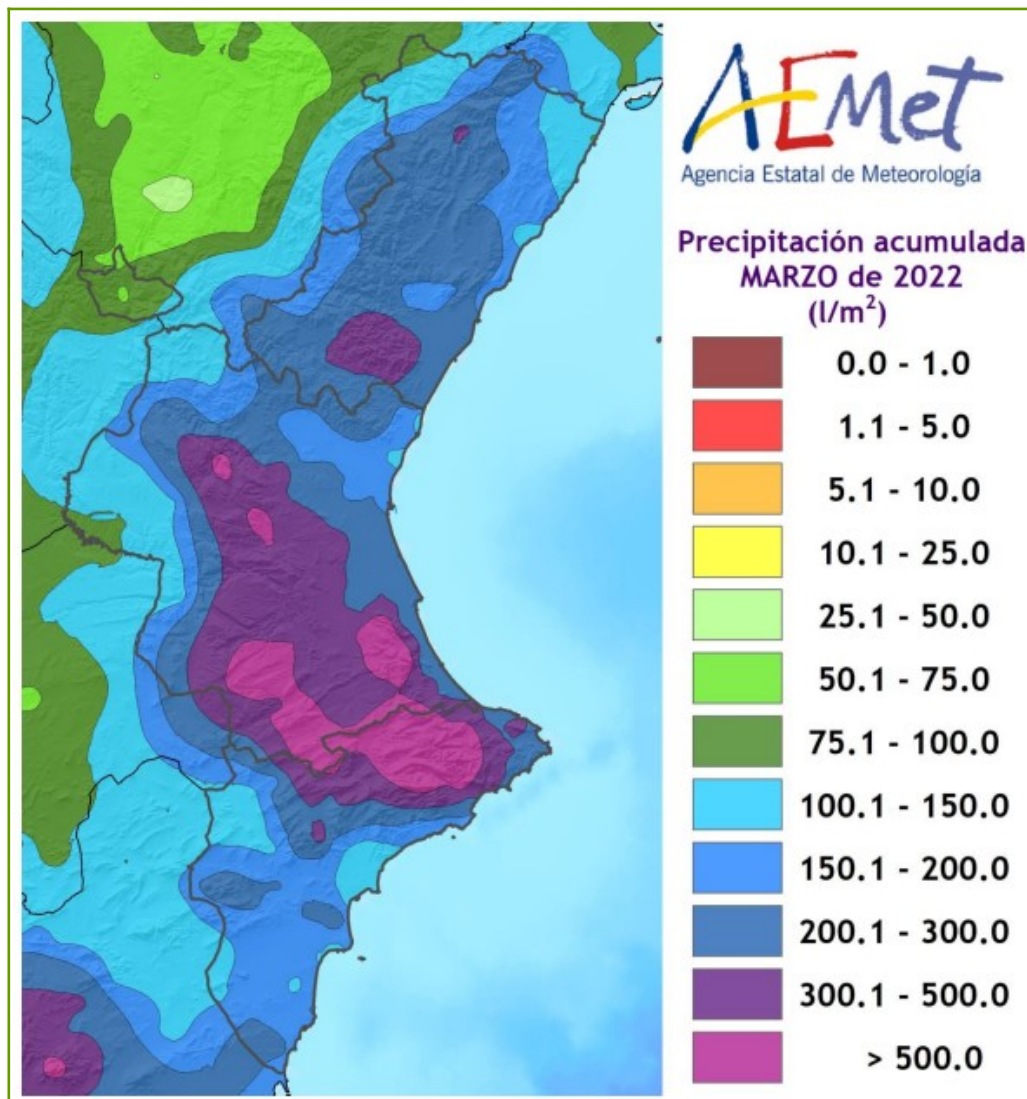 AEMet
Agencia Estatal de Meteorología
Precipitación acumulada
MARZO de 2022
(l/m²)
0.0 - 1.0
1.1 - 5.0
5.1 - 10.0
10.1 - 25.0
25.1 - 50.0
50.1 - 75.0
75.1 - 100.0
100.1 - 150.0
150.1 - 200.0
200.1 - 300.0
300.1 - 500.0
> 500.0